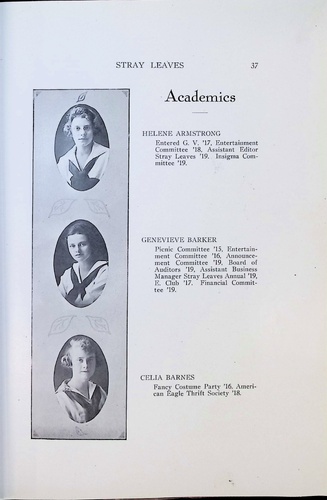 STRAY LEAVES 37
Academics
HELENE ARMSTRONG
Entered G. V. '17, Entertainment
Committee '18, Assistant Editor
Stray Leaves '19. Insignia Com-
mittee '19.
GENEVIEVE BARKER
Picnic Committee '15, Entertain-
ment Committee '16, Announce-
ment Committee '19, Board of
Auditors '19, Assistant Business
Manager Stray Leaves Annual '19,
E. Club '17. Financial Commit-
tee '19.
CELIA BARNES
Fancy Costume Party '16, Ameri-
can Eagle Thrift Society '18.